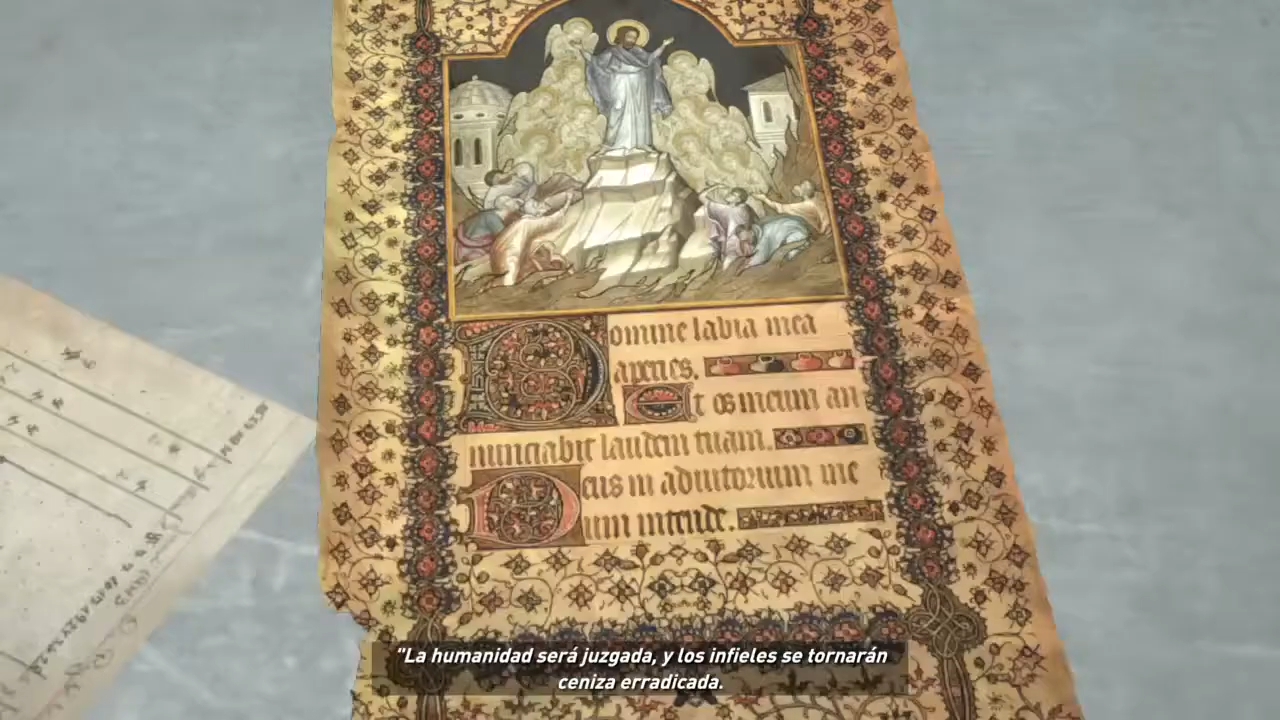 Domine labia mea
aperies.
Et os meum an
nunciabit laudem tuam.
Deus in adiutorium me
um intende.
"La humanidad será juzgada, y los infieles se tornarán
ceniza erradicada.